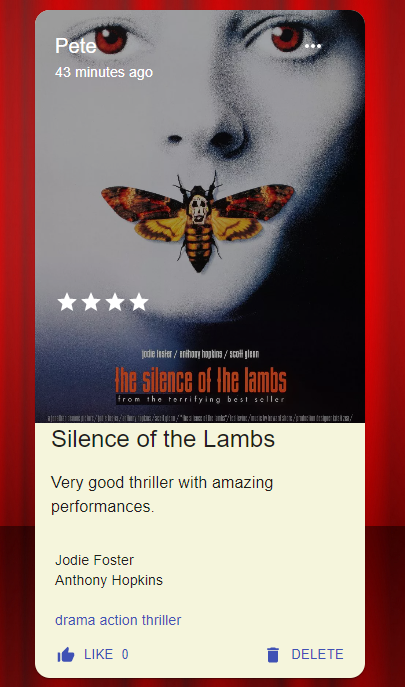 Pete
43 minutes ago
jodie foster / anthony hopkins / scott glenn
the silence of the lambs
from the terrifying best seller
Silence of the Lambs
Very good thriller with amazing
performances.
Jodie Foster
Anthony Hopkins
drama action thriller
LIKE 0
DELETE